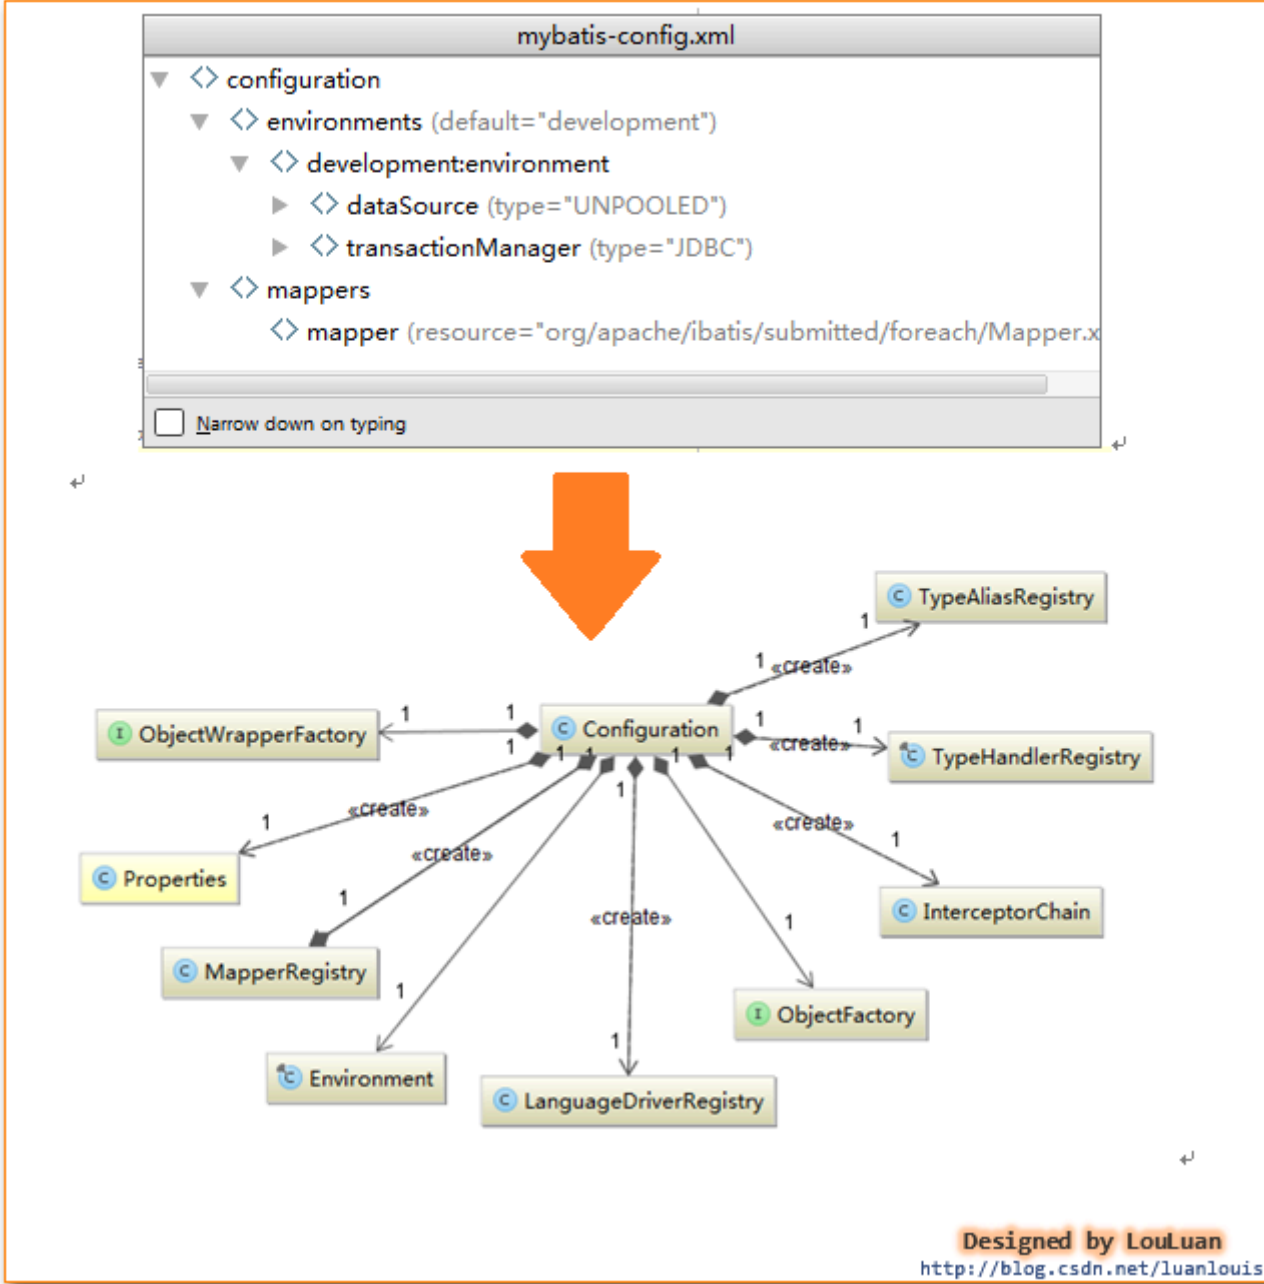 mybatis-config.xml
configuration
environments (default="development")
development:environment
dataSource (type="UNPOOLED")
transactionManager (type="JDBC")
mappers
mapper (resource="org/apache/ibatis/submitted/foreach/Mapper.x
Narrow down on typing
C TypeAliasRegistry
1
1 «create»
I ObjectWrapperFactory
1
1
C Configuration
1
«create»
1
C TypeHandlerRegistry
1
1
1
1
1
1
«create»
1
«create»
1
«create»
1
C Properties
1
C InterceptorChain
«create»
1
C MapperRegistry
1
I ObjectFactory
1
C Environment
C LanguageDriverRegistry
Designed by LouLuan
http://blog.csdn.net/luanlouis